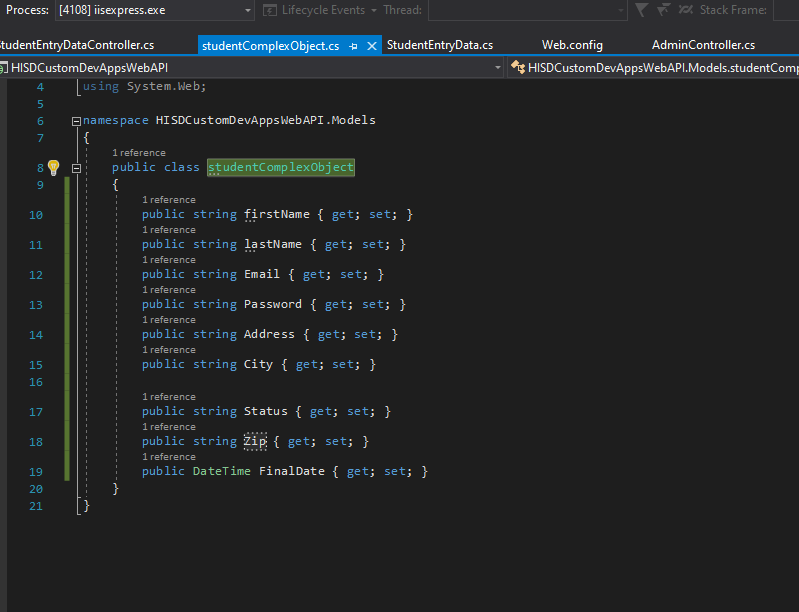 Process: [4108] iisexpress.exe Lifecycle Events Thread: Stack Frame:
StudentEntryDataController.cs studentComplexObject.cs StudentEntryData.cs Web.config AdminController.cs
HISDCustomDevAppsWebAPI HISDCustomDevAppsWebAPI.Models.studentComp
4 using System.Web;
5
6 namespace HISDCustomDevAppsWebAPI.Models
7 {
1 reference
8 public class studentComplexObject
9 {
1 reference
10 public string firstName { get; set; }
1 reference
11 public string lastName { get; set; }
1 reference
12 public string Email { get; set; }
1 reference
13 public string Password { get; set; }
1 reference
14 public string Address { get; set; }
1 reference
15 public string City { get; set; }
16
1 reference
17 public string Status { get; set; }
1 reference
18 public string Zip { get; set; }
1 reference
19 public DateTime FinalDate { get; set; }
20 }
21 }